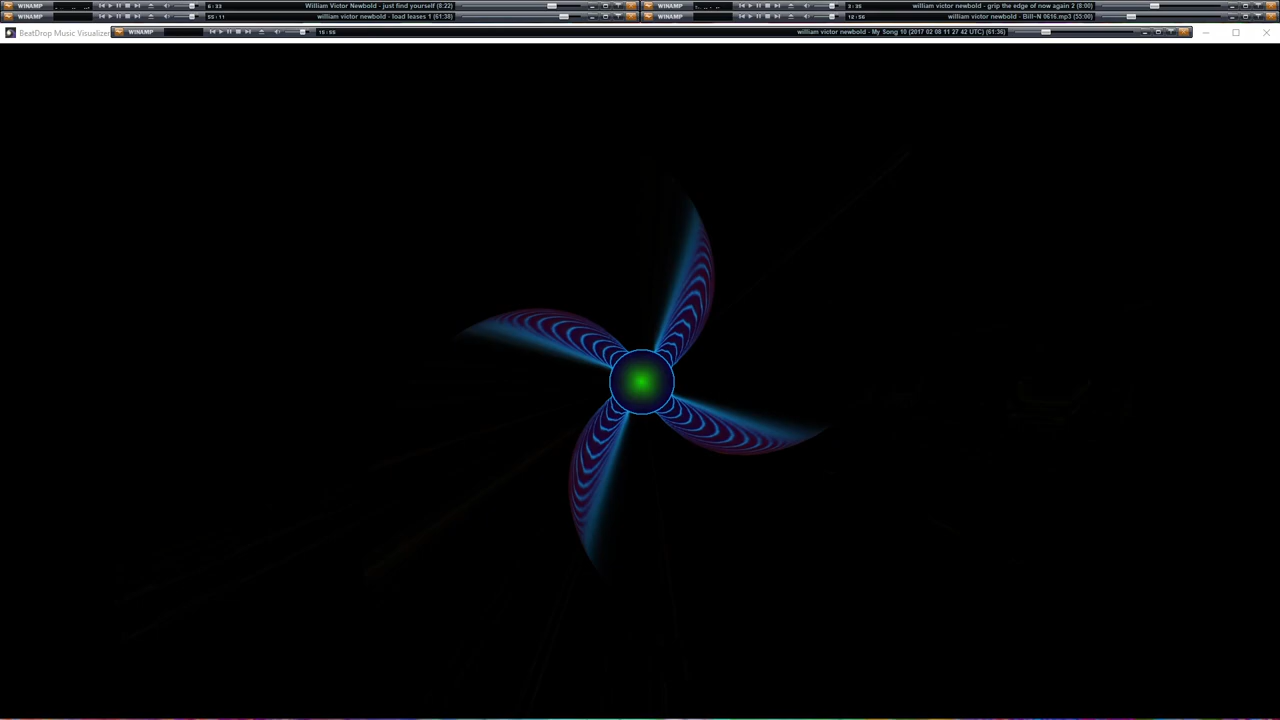 WINAMP 6:33 William Victor Newbold - just find yourself (8:22)
WINAMP 3:35 william victor newbold - grip the edge of now again 2 (8:00)
WINAMP 55:11 william victor newbold - load leases 1 (61:38)
WINAMP 12:56 william victor newbold - Bill~N 0616.mp3 (55:00)
BeatDrop Music Visualizer
WINAMP 15:55 william victor newbold - My Song 10 (2017 02 08 11 27 42 UTC) (61:36)